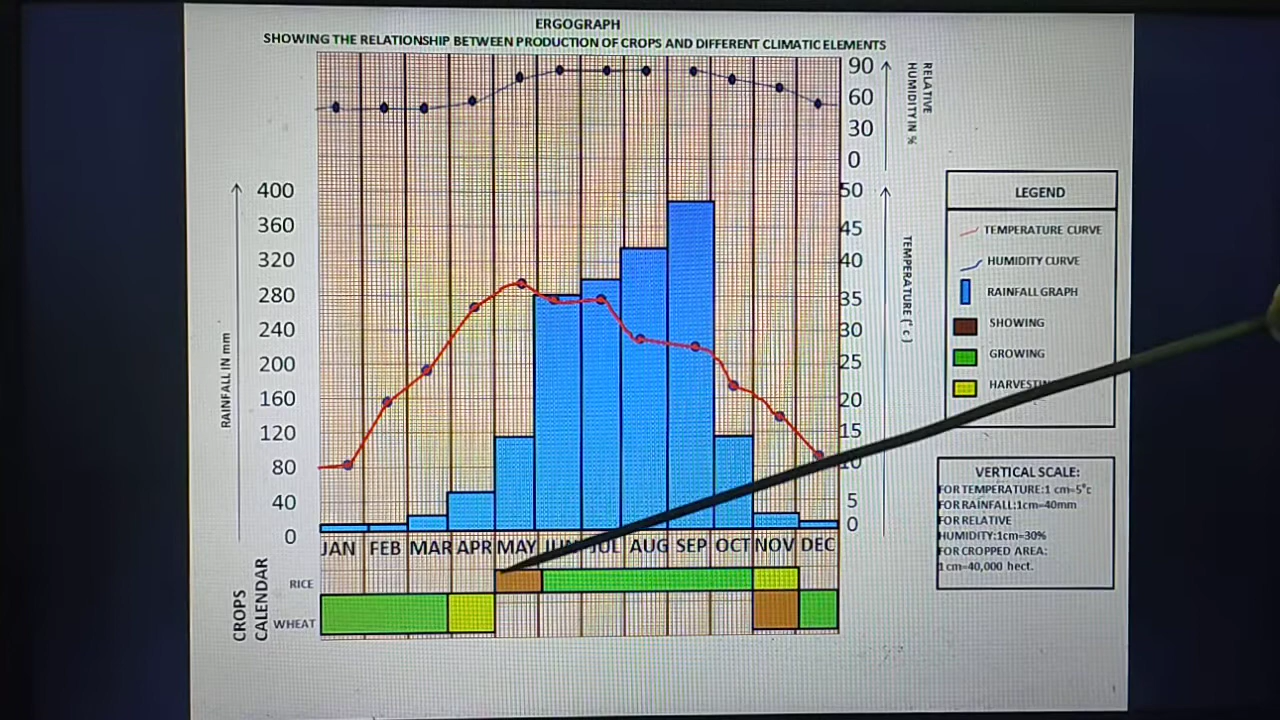 ERGOGRAPH
SHOWING THE RELATIONSHIP BETWEEN PRODUCTION OF CROPS AND DIFFERENT CLIMATIC ELEMENTS
90
60
30
0
RELATIVE
HUMIDITY IN %
400
360
320
280
240
200
160
120
80
40
0
RAINFALL IN mm
50
45
40
35
30
25
20
15
10
5
0
TEMPERATURE (°c)
JAN FEB MAR APR MAY JUN JUL AUG SEP OCT NOV DEC
CROPS
CALENDAR
RICE
WHEAT
LEGEND
TEMPERATURE CURVE
HUMIDITY CURVE
RAINFALL GRAPH
SHOWING
GROWING
VERTICAL SCALE:
FOR TEMPERATURE:1 cm=5°c
FOR RAINFALL:1cm=40mm
FOR RELATIVE
HUMIDITY:1cm=30%
FOR CROPPED AREA:
1cm=40,000 hect.